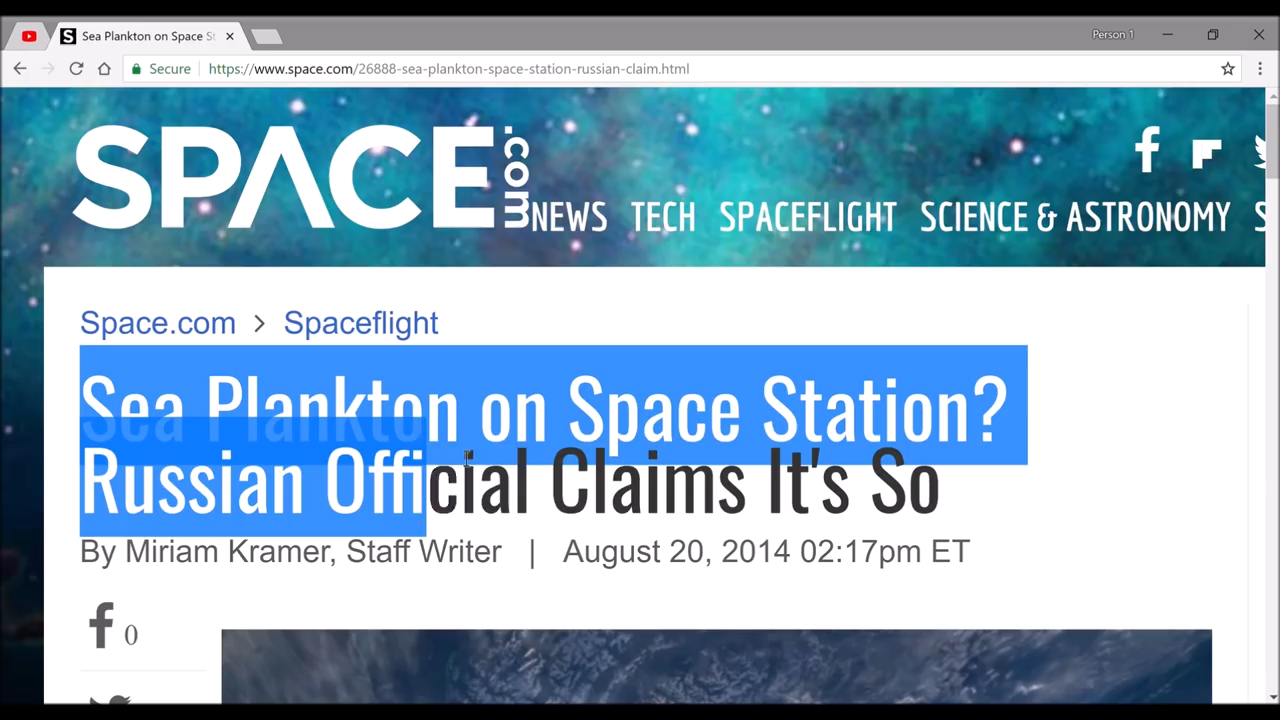 Sea Plankton on Space St
Person 1
Secure
https://www.space.com/26888-sea-plankton-space-station-russian-claim.html
SPACE.com
NEWS TECH SPACEFLIGHT SCIENCE & ASTRONOMY S
Space.com > Spaceflight
Sea Plankton on Space Station?
Russian Official Claims It's So
By Miriam Kramer, Staff Writer | August 20, 2014 02:17pm ET
0